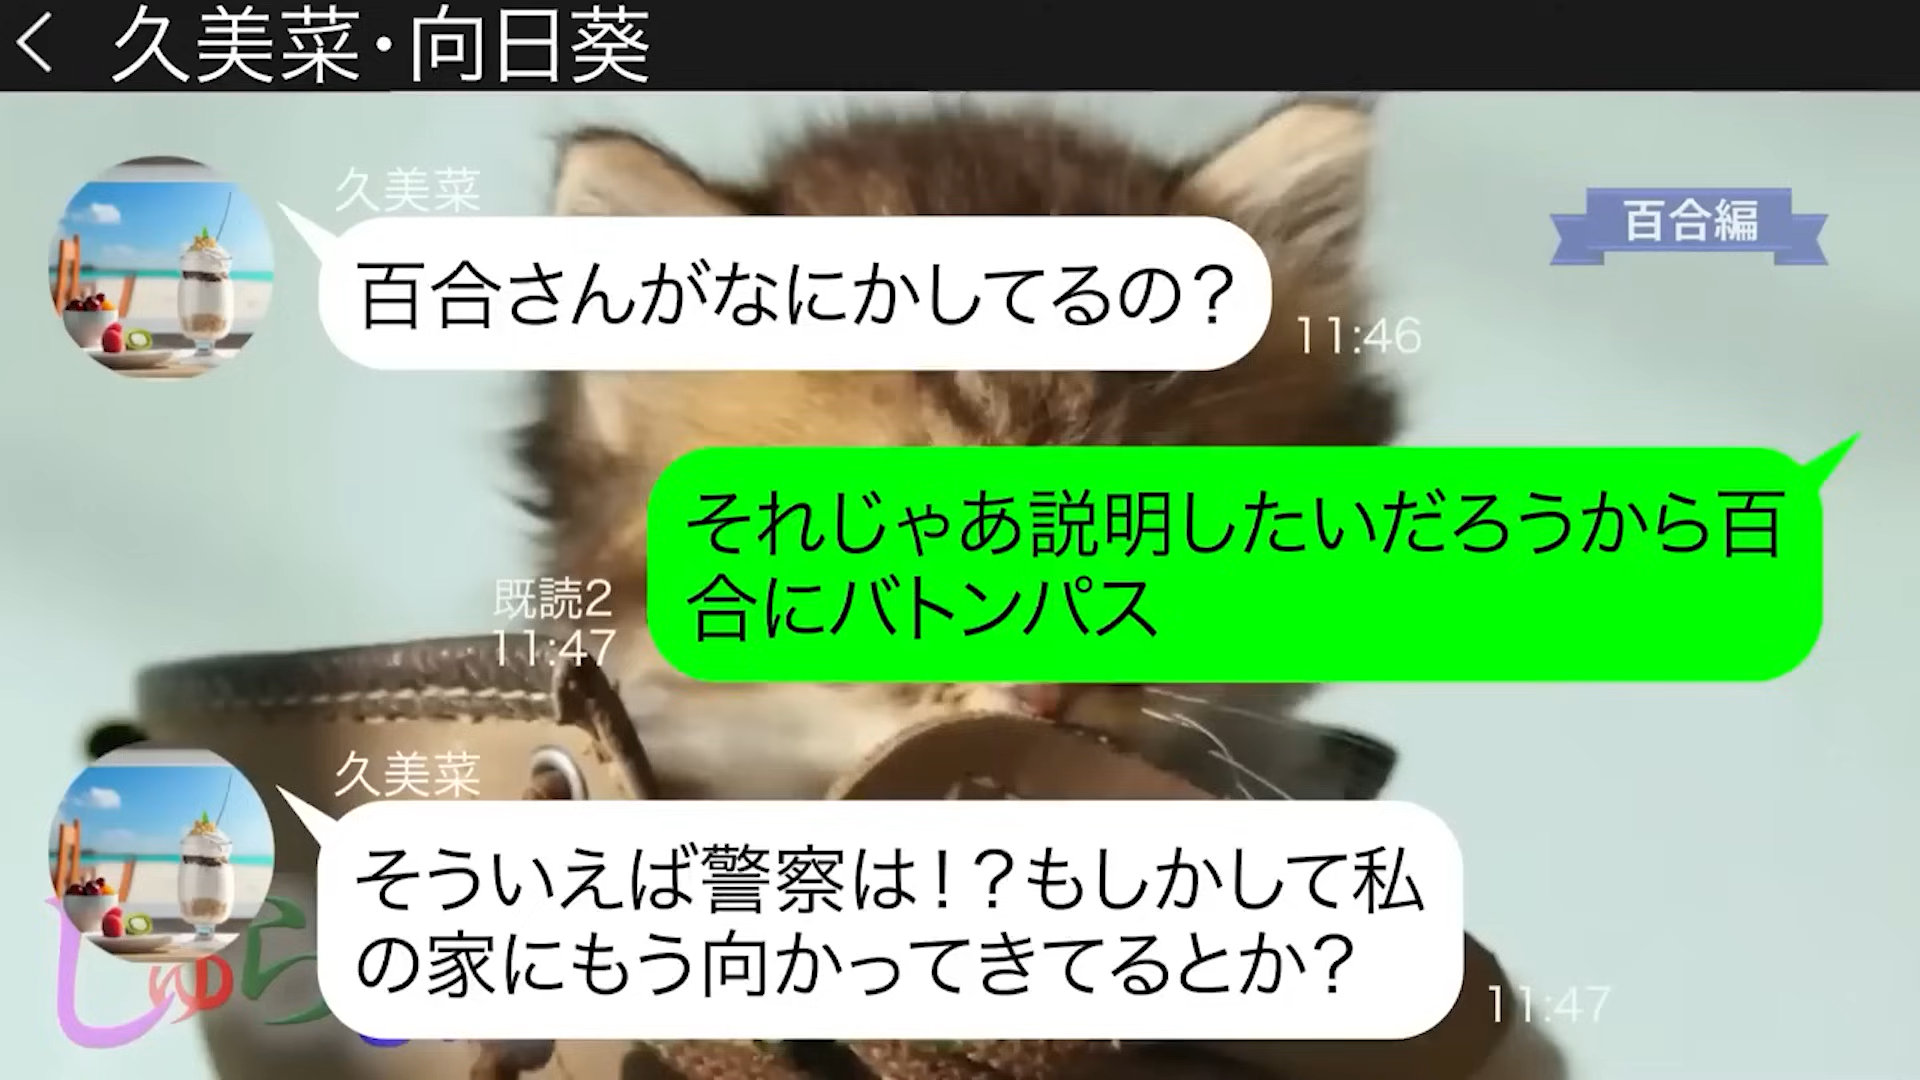 久美菜・向日葵
久美菜
百合編
百合さんがなにかしてるの？
11:46
それじゃあ説明したいだろうから百
合にバトンパス
既読2
11:47
久美菜
そういえば警察は！？もしかして私
の家にもう向かってきてるとか？
11:47
しゅら